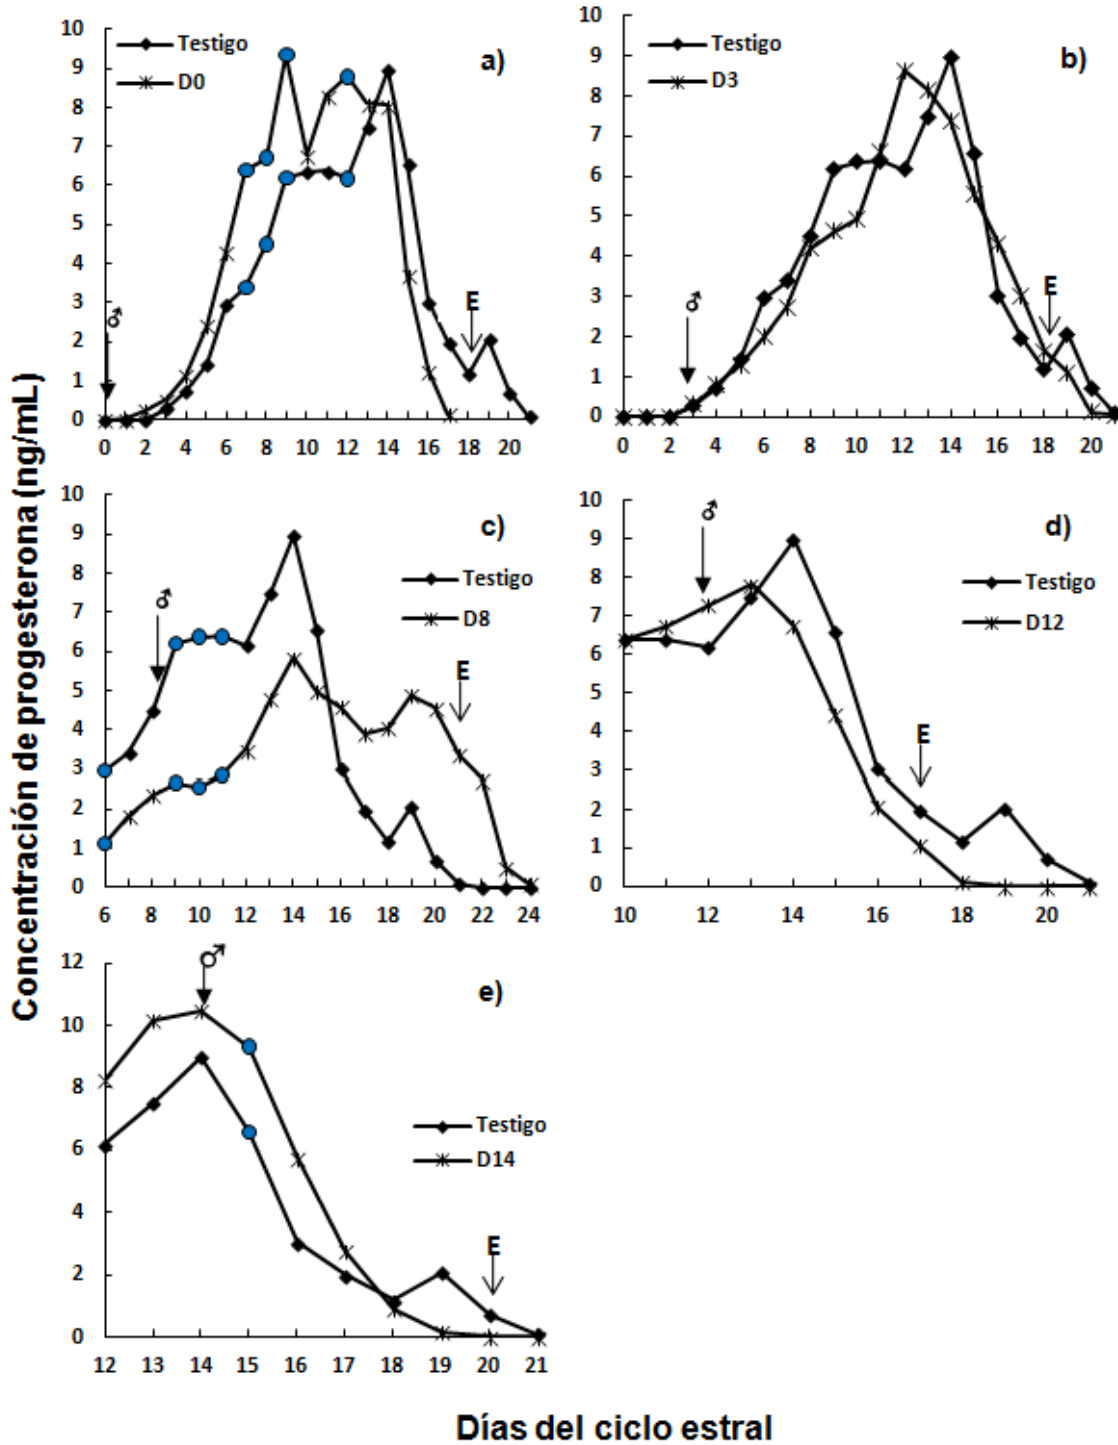 Concentración de progesterona (ng/mL)
Testigo
D0
a)
10
9
8
7
6
5
4
3
2
1
0
♂
E
0 2 4 6 8 10 12 14 16 18 20
Testigo
D3
b)
10
9
8
7
6
5
4
3
2
1
0
♂
E
0 2 4 6 8 10 12 14 16 18 20
c)
Testigo
D8
10
9
8
7
6
5
4
3
2
1
0
♂
E
6 8 10 12 14 16 18 20 22 24
d)
Testigo
D12
10
9
8
7
6
5
4
3
2
1
0
♂
E
10 12 14 16 18 20
e)
Testigo
D14
12
10
8
6
4
2
0
♂
E
12 13 14 15 16 17 18 19 20 21
Días del ciclo estral